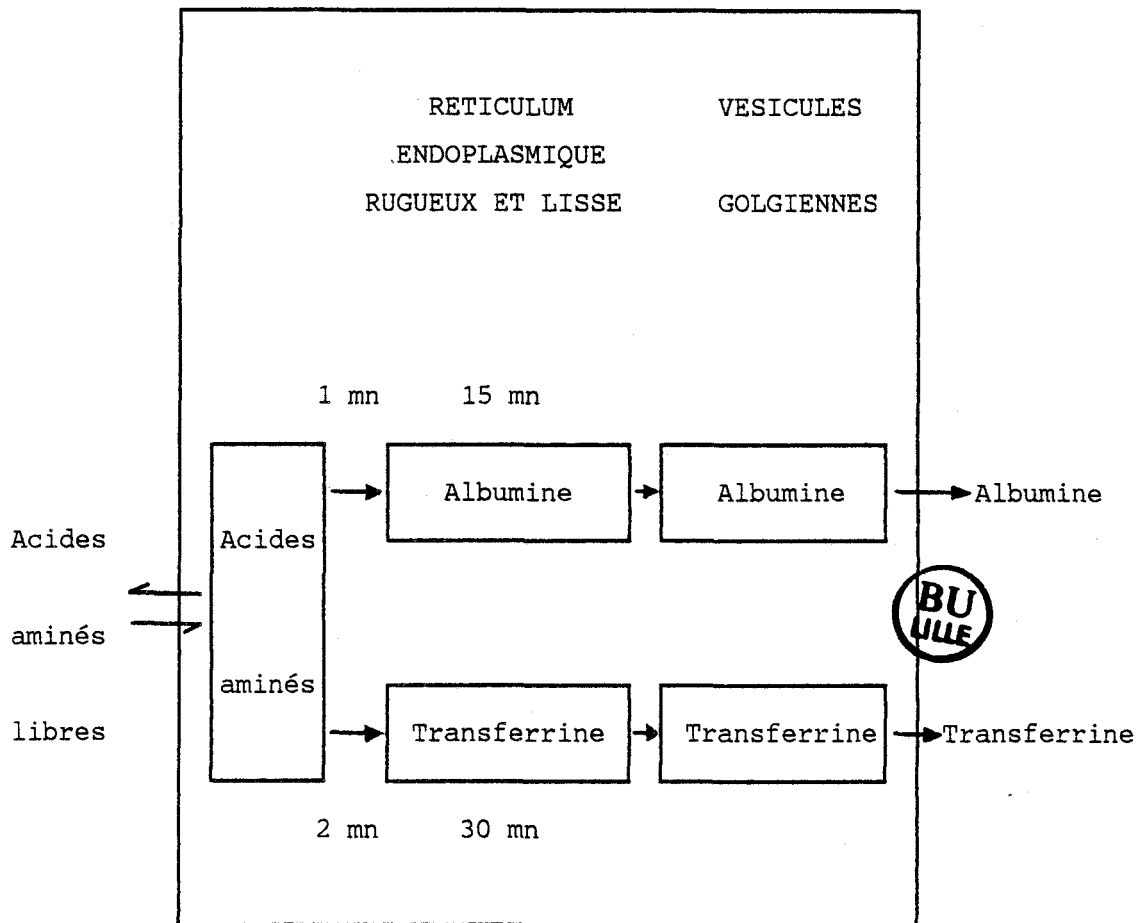 RETICULUM VESICULES
ENDOPLASMIQUE
RUGUEUX ET LISSE GOLGIENNES
1 mn 15 mn
Albumine Albumine Albumine
Acides Acides
BU
LILLE
aminés
aminés
libres Transferrine Transferrine Transferrine
2 mn 30 mn